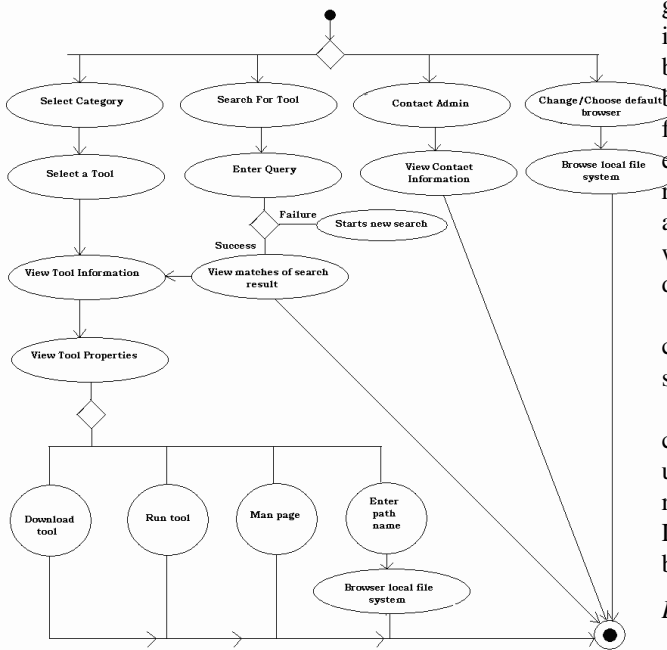 Select Category
Search For Tool
Contact Admin
Change/Choose default
browser
Select a Tool
Enter Query
View Contact
Information
Browse local file
system
Failure
Starts new search
Success
View Tool Information
View matches of search
result
View Tool Properties
Download
tool
Run tool
Man page
Enter
path
name
Browser local file
system